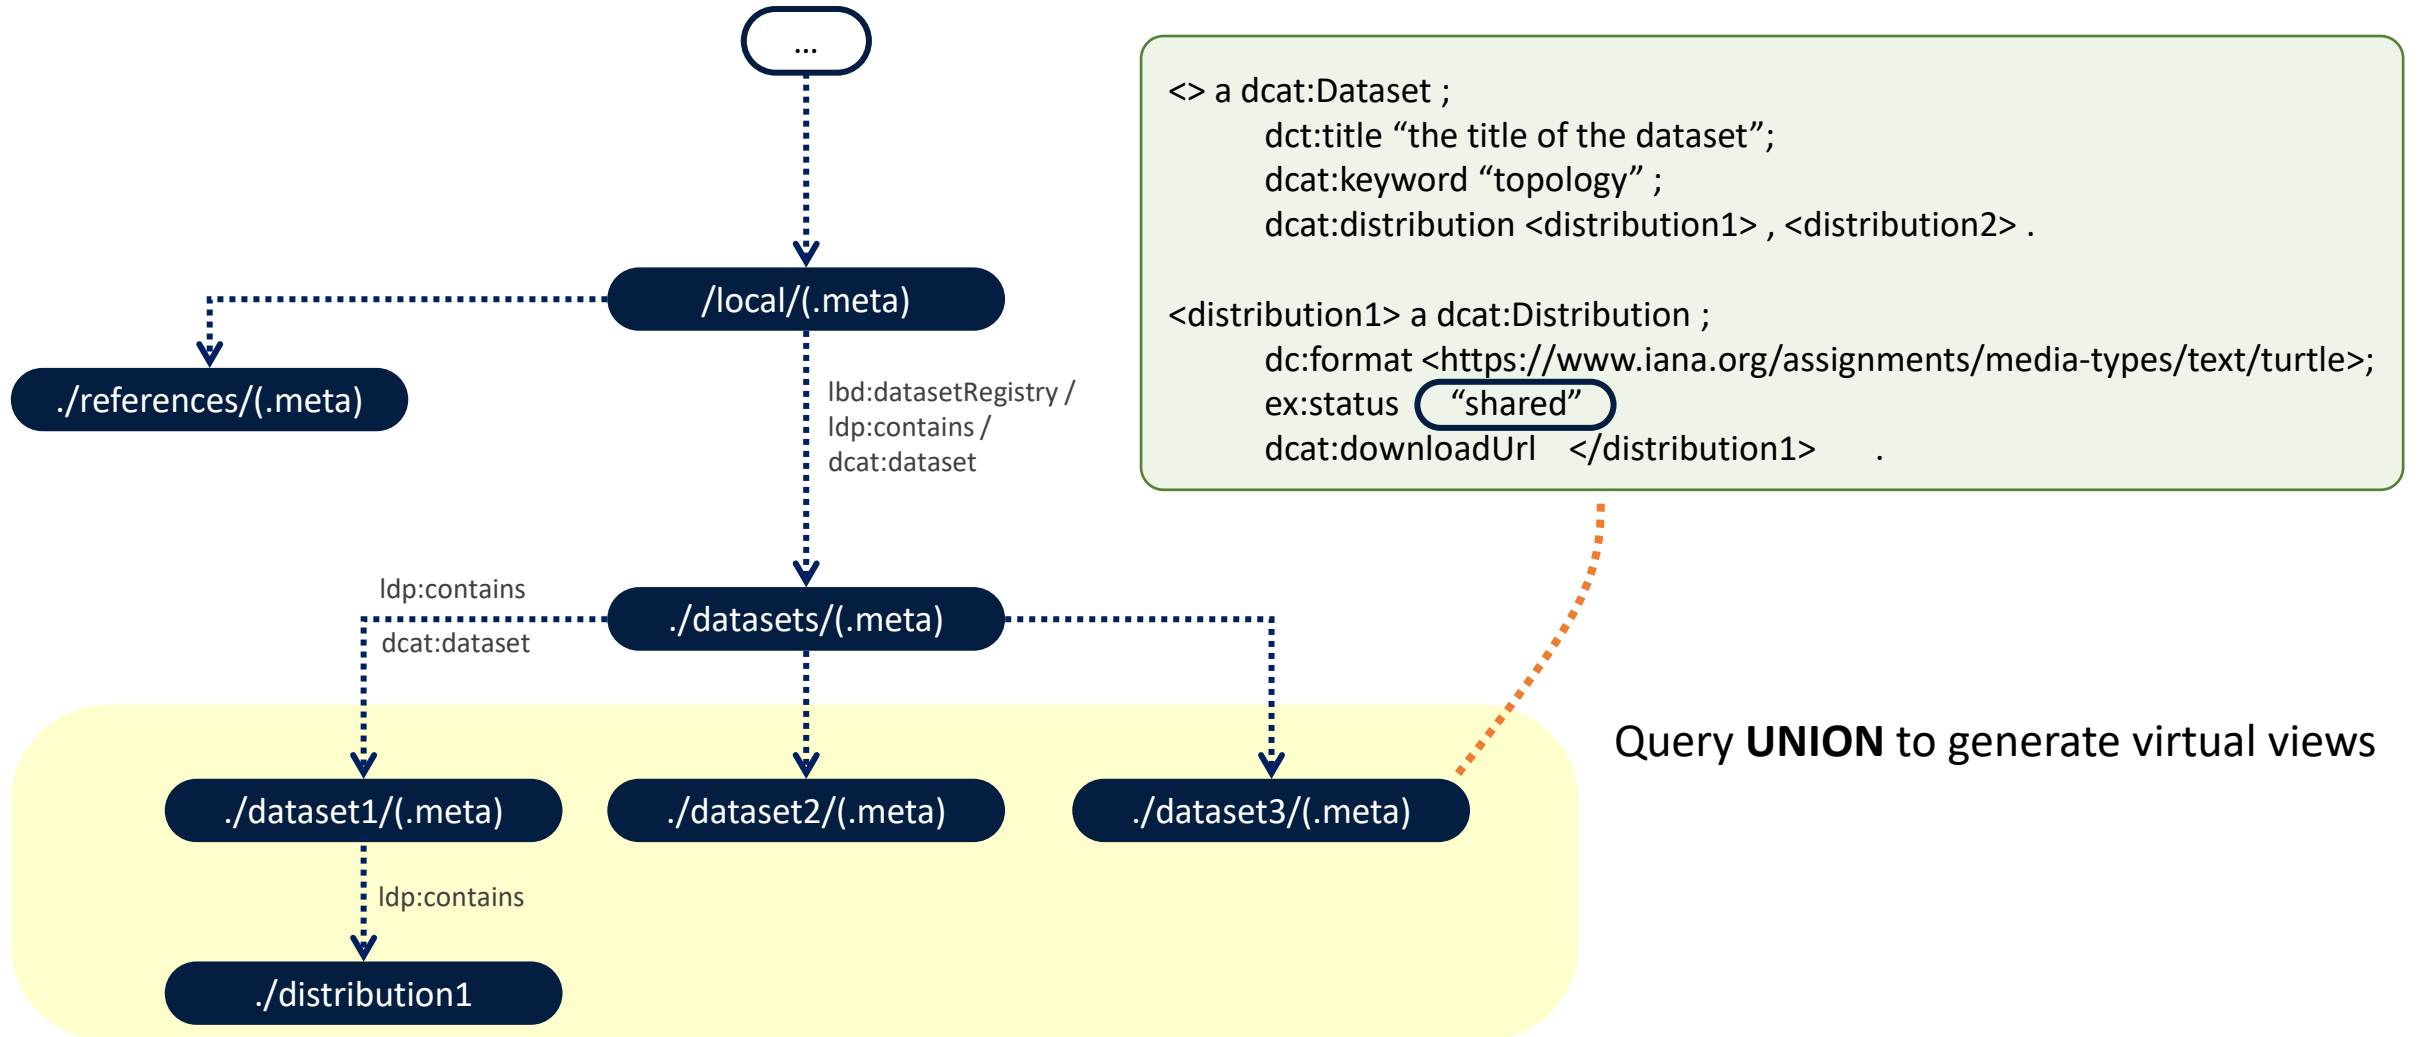 ...
<> a dcat:Dataset ;
dct:title “the title of the dataset”;
dcat:keyword “topology” ;
dcat:distribution <distribution1> , <distribution2> .
<distribution1> a dcat:Distribution ;
dc:format <https://www.iana.org/assignments/media-types/text/turtle>;
ex:status “shared”
dcat:downloadUrl </distribution1> .
/local/(.meta)
./references/(.meta)
lbd:datasetRegistry /
ldp:contains /
dcat:dataset
ldp:contains
dcat:dataset
./datasets/(.meta)
Query UNION to generate virtual views
./dataset1/(.meta)
./dataset2/(.meta)
./dataset3/(.meta)
ldp:contains
./distribution1